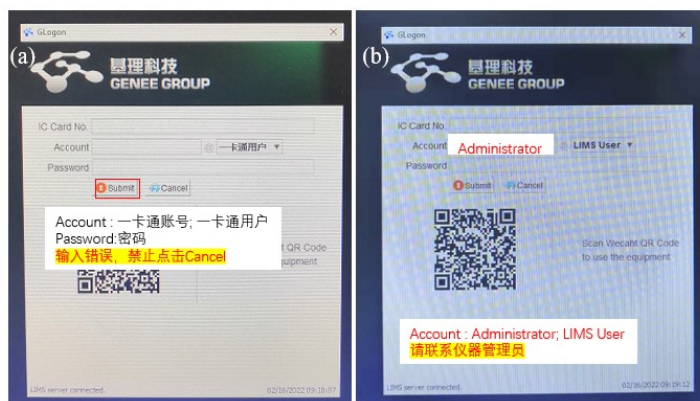 (a)
GLogon
基理科技
GENEE GROUP
IC Card No.
Account
@ 一卡通用户
Password
Submit
Cancel
Account : 一卡通账号; 一卡通用户
Password:密码
输入错误，禁止点击Cancel
QR Code
equipment
LIMS server connected.
02/16/2022 09:18:07
(b)
GLogon
基理科技
GENEE GROUP
IC Card No.
Account
Administrator
@ LIMS User
Password
Submit
Cancel
Scan Wecaht QR Code
to use the equipment
Account : Administrator; LIMS User
请联系仪器管理员
LIMS server connected.
02/16/2022 09:19:12